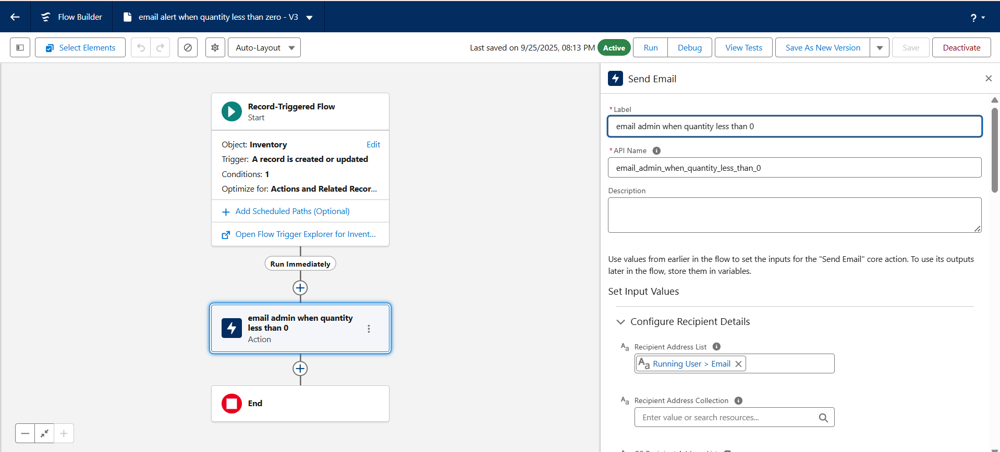 Flow Builder
email alert when quantity less than zero - V3
?
Select Elements
Auto-Layout
Last saved on 9/25/2025, 08:13 PM
Active
Run
Debug
View Tests
Save As New Version
Save
Deactivate
Record-Triggered Flow
Start
Object: Inventory
Edit
Trigger: A record is created or updated
Conditions: 1
Optimize for: Actions and Related Recor...
Add Scheduled Paths (Optional)
Open Flow Trigger Explorer for Invent...
Run Immediately
email admin when quantity
less than 0
Action
End
Send Email
* Label
email admin when quantity less than 0
* API Name
email_admin_when_quantity_less_than_0
Description
Use values from earlier in the flow to set the inputs for the "Send Email" core action. To use its outputs
later in the flow, store them in variables.
Set Input Values
Configure Recipient Details
Aa Recipient Address List
Aa Running User > Email
Aa Recipient Address Collection
Enter value or search resources...